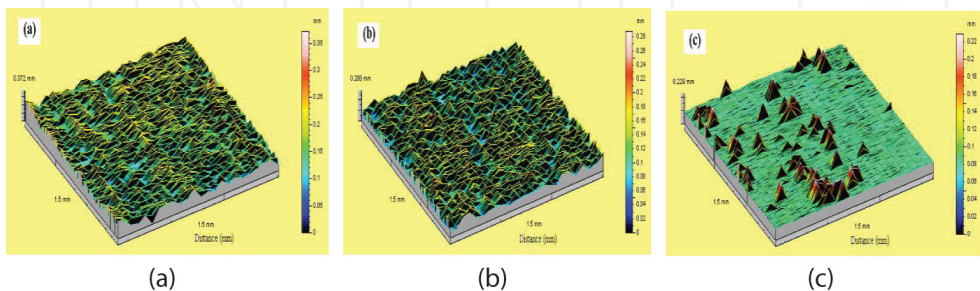 (a)
mm
0.35
0.3
0.25
0.2
0.15
0.1
0.05
0
0.372 mm
1.5 mm
1.5 mm
Distance (mm)
(b)
mm
0.28
0.26
0.24
0.22
0.2
0.18
0.16
0.14
0.12
0.1
0.08
0.06
0.04
0.02
0
1.5 mm
1.5 mm
Distance (mm)
(c)
mm
0.22
0.2
0.18
0.16
0.14
0.12
0.1
0.08
0.06
0.04
0.02
0
0.229 mm
1.5 mm
1.5 mm
Distance (mm)
(a)
(b)
(c)